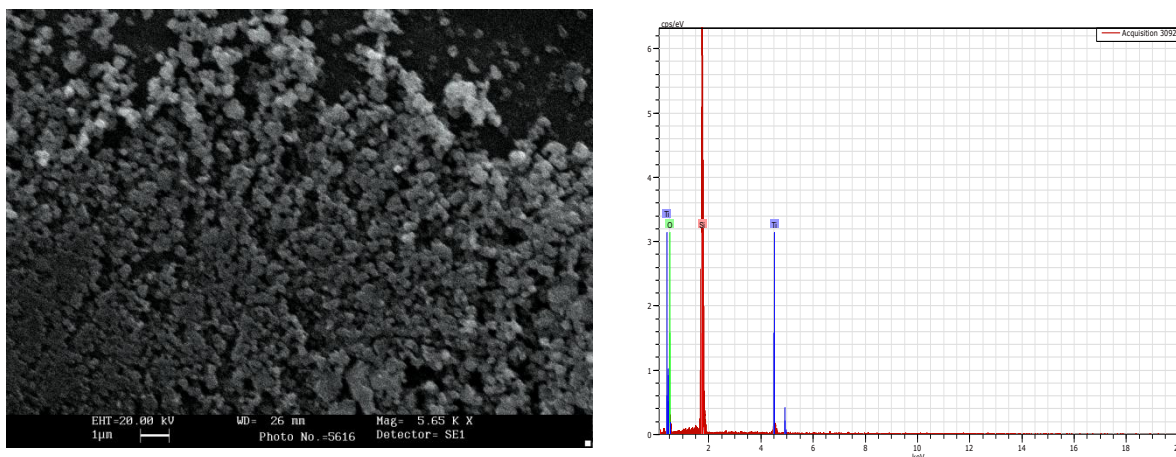 EHT=20.00 kV WD= 26 mm Mag= 5.65 K X
1µm Photo No.=5616 Detector= SE1
cps/eV
Acquisition 3092
6
5
4
3
2
1
0
Ti
O
Si
Ti
2 4 6 8 10 12 14 16 18
keV